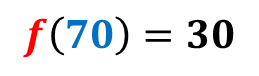 f(70) = 30